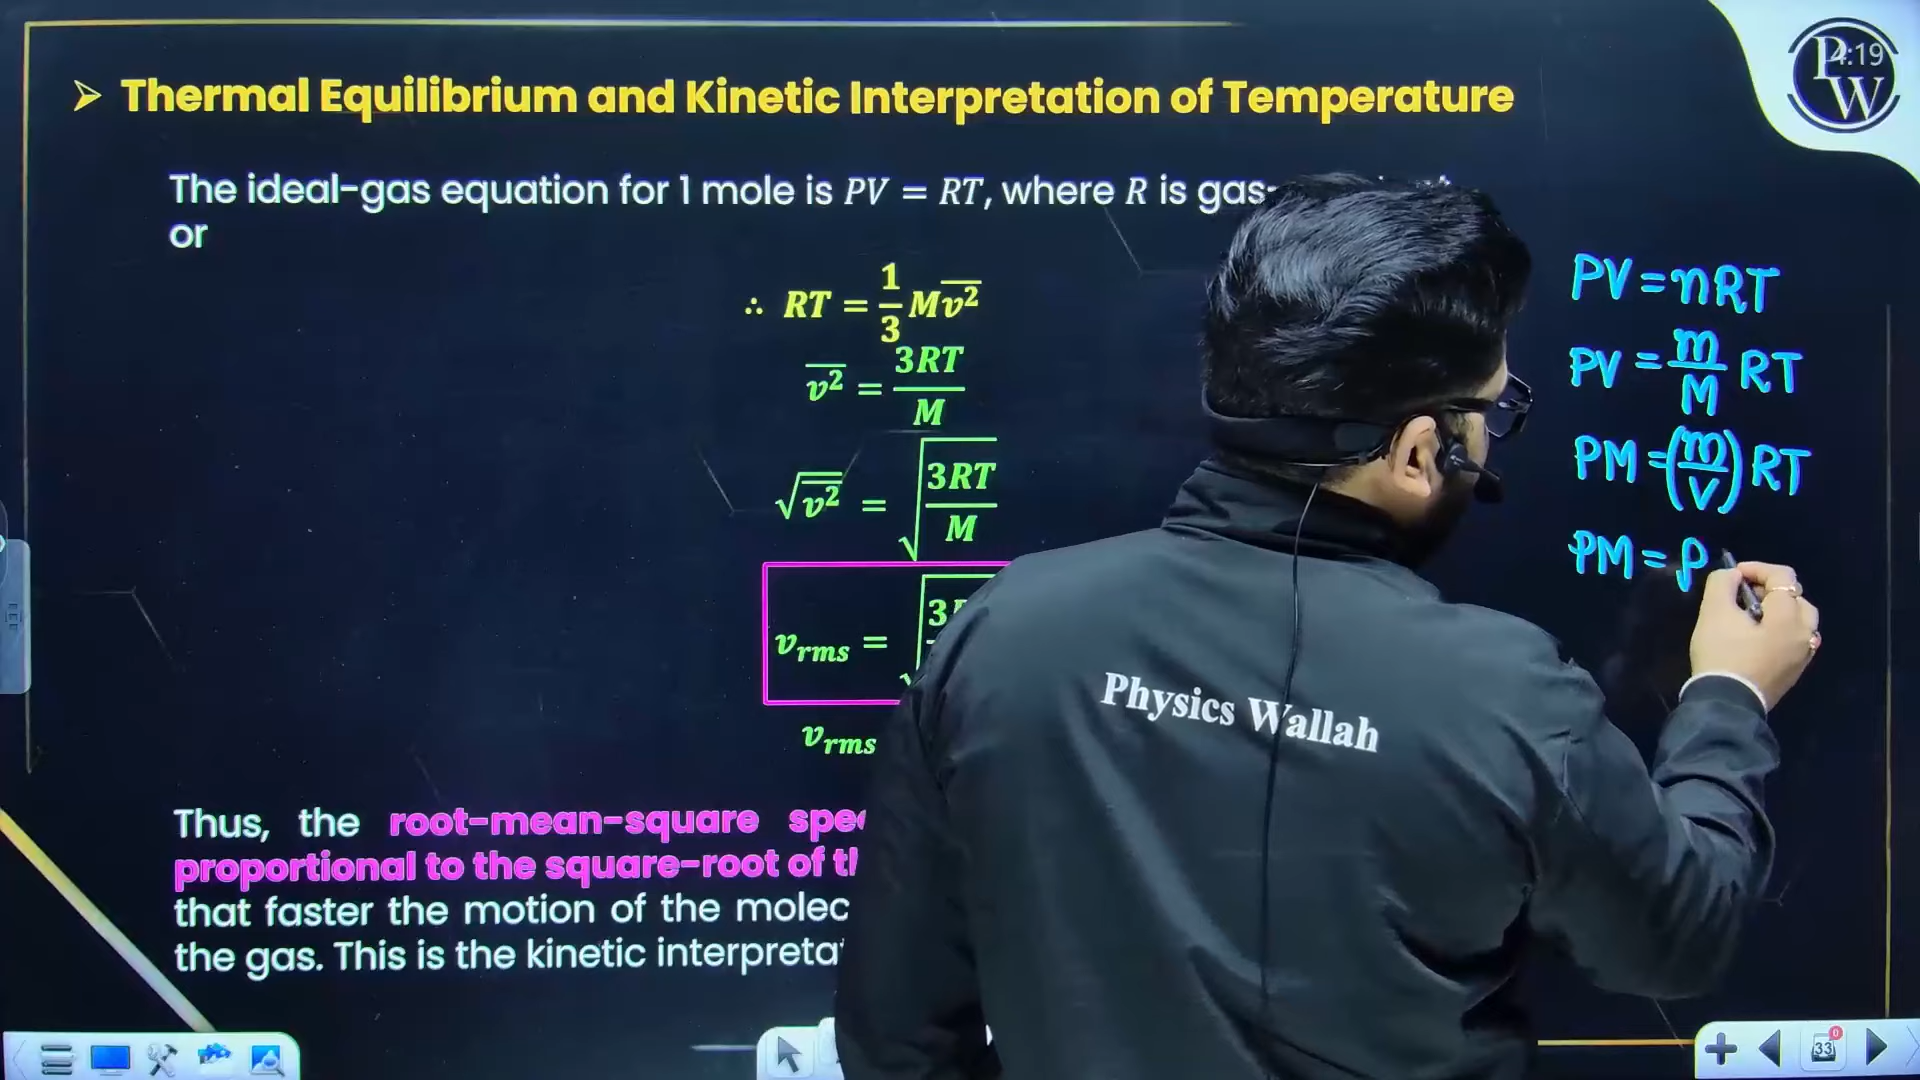 4:19
PW
➢ Thermal Equilibrium and Kinetic Interpretation of Temperature
The ideal-gas equation for 1 mole is PV = RT, where R is gas-
or
∴ RT = 1/3 Mv̅²
v̅² = 3RT/M
√v̅² = √(3RT/M)
v_rms = √3
v_rms
Thus, the root-mean-square
proportional to the square-root of
that faster the motion of the
the gas. This is the kinetic
PV = nRT
PV = m/M RT
PM = (m/V) RT
PM = ρ
Physics Wallah
33
0